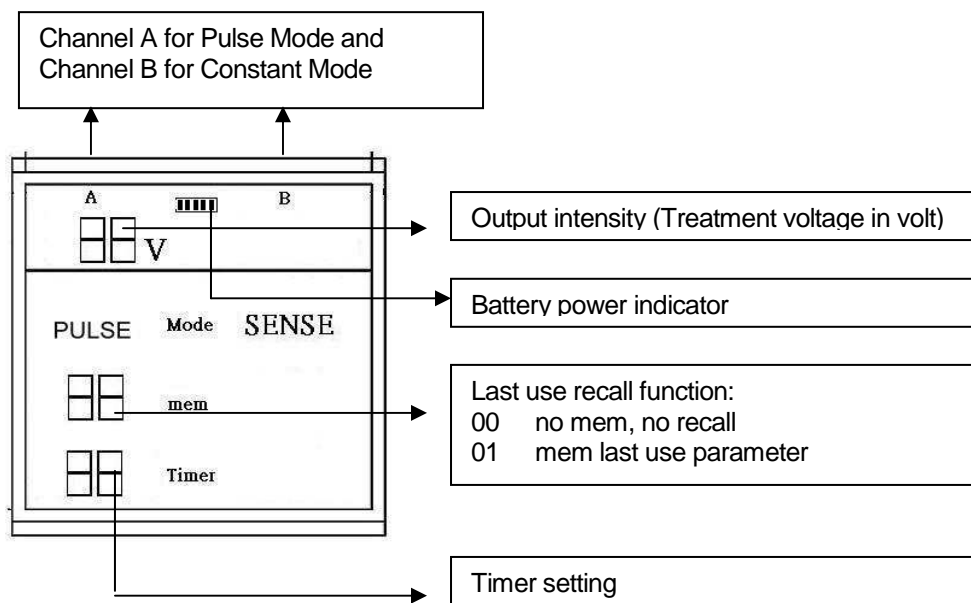 Channel A for Pulse Mode and
Channel B for Constant Mode
A B
V
Output intensity (Treatment voltage in volt)
Battery power indicator
PULSE Mode SENSE
mem
Last use recall function:
00 no mem, no recall
01 mem last use parameter
Timer
Timer setting